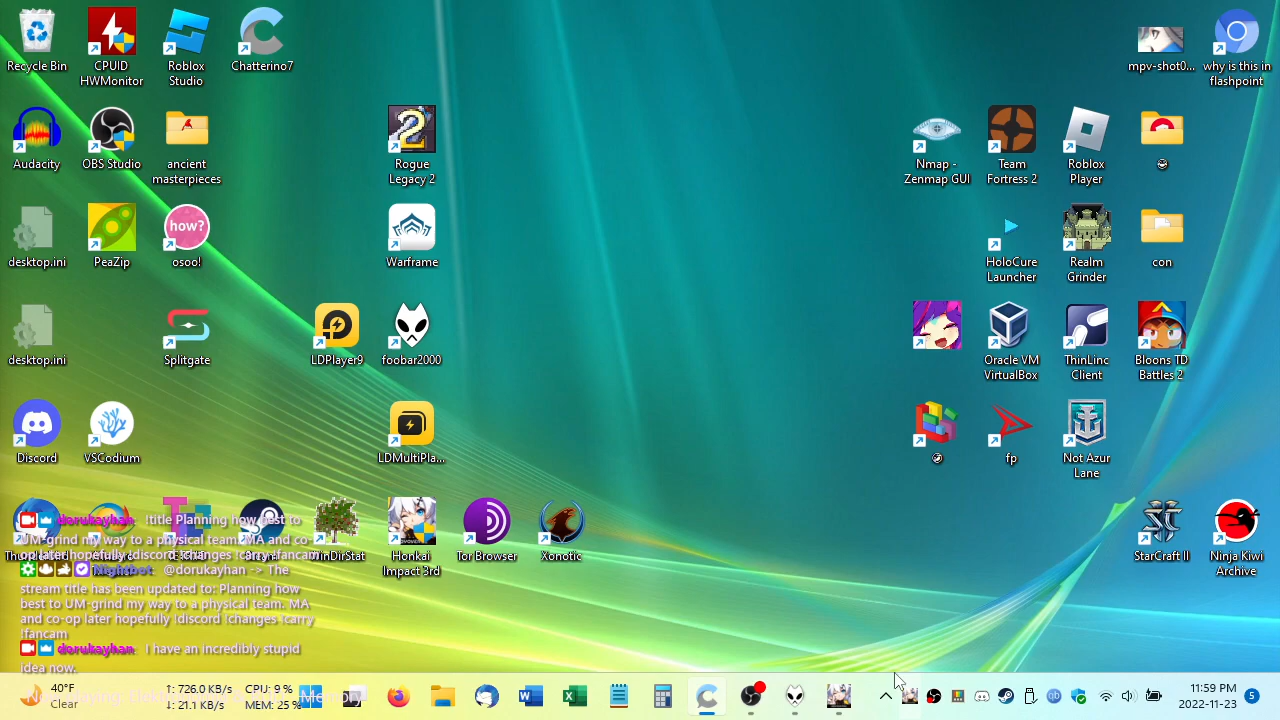 Recycle Bin
CPUID HWMonitor
Roblox Studio
Chatterino7
mpv-shot0...
why is this in flashpoint
Audacity
OBS Studio
ancient masterpieces
2
Rogue Legacy 2
Nmap - Zenmap GUI
Team Fortress 2
Roblox Player
desktop.ini
PeaZip
how?
osoo!
Warframe
HoloCure Launcher
Realm Grinder
con
desktop.ini
Splitgate
LDPlayer9
foobar2000
Oracle VM VirtualBox
ThinLinc Client
Bloons TD Battles 2
Discord
VSCodium
LDMultiPla...
fp
Not Azur Lane
WinDirStat
Honkai Impact 3rd
Tor Browser
Xonotic
StarCraft II
Ninja Kiwi Archive
dorukayhan: !title Planning how best to
UM-grind my way to a physical team. MA and co-
op later hopefully !discord !changes !carry !fancam
Nightbot: @dorukayhan -> The
stream title has been updated to: Planning how
best to UM-grind my way to a physical team. MA
and co-op later hopefully !discord !changes !carry
!fancam
dorukayhan: I have an incredibly stupid
idea now.
40°F
Clear
↑: 726.0 KB/s
↓: 21.1 KB/s
CPU: 9 %
MEM: 25 %
11:59 PM
2022-11-23
5